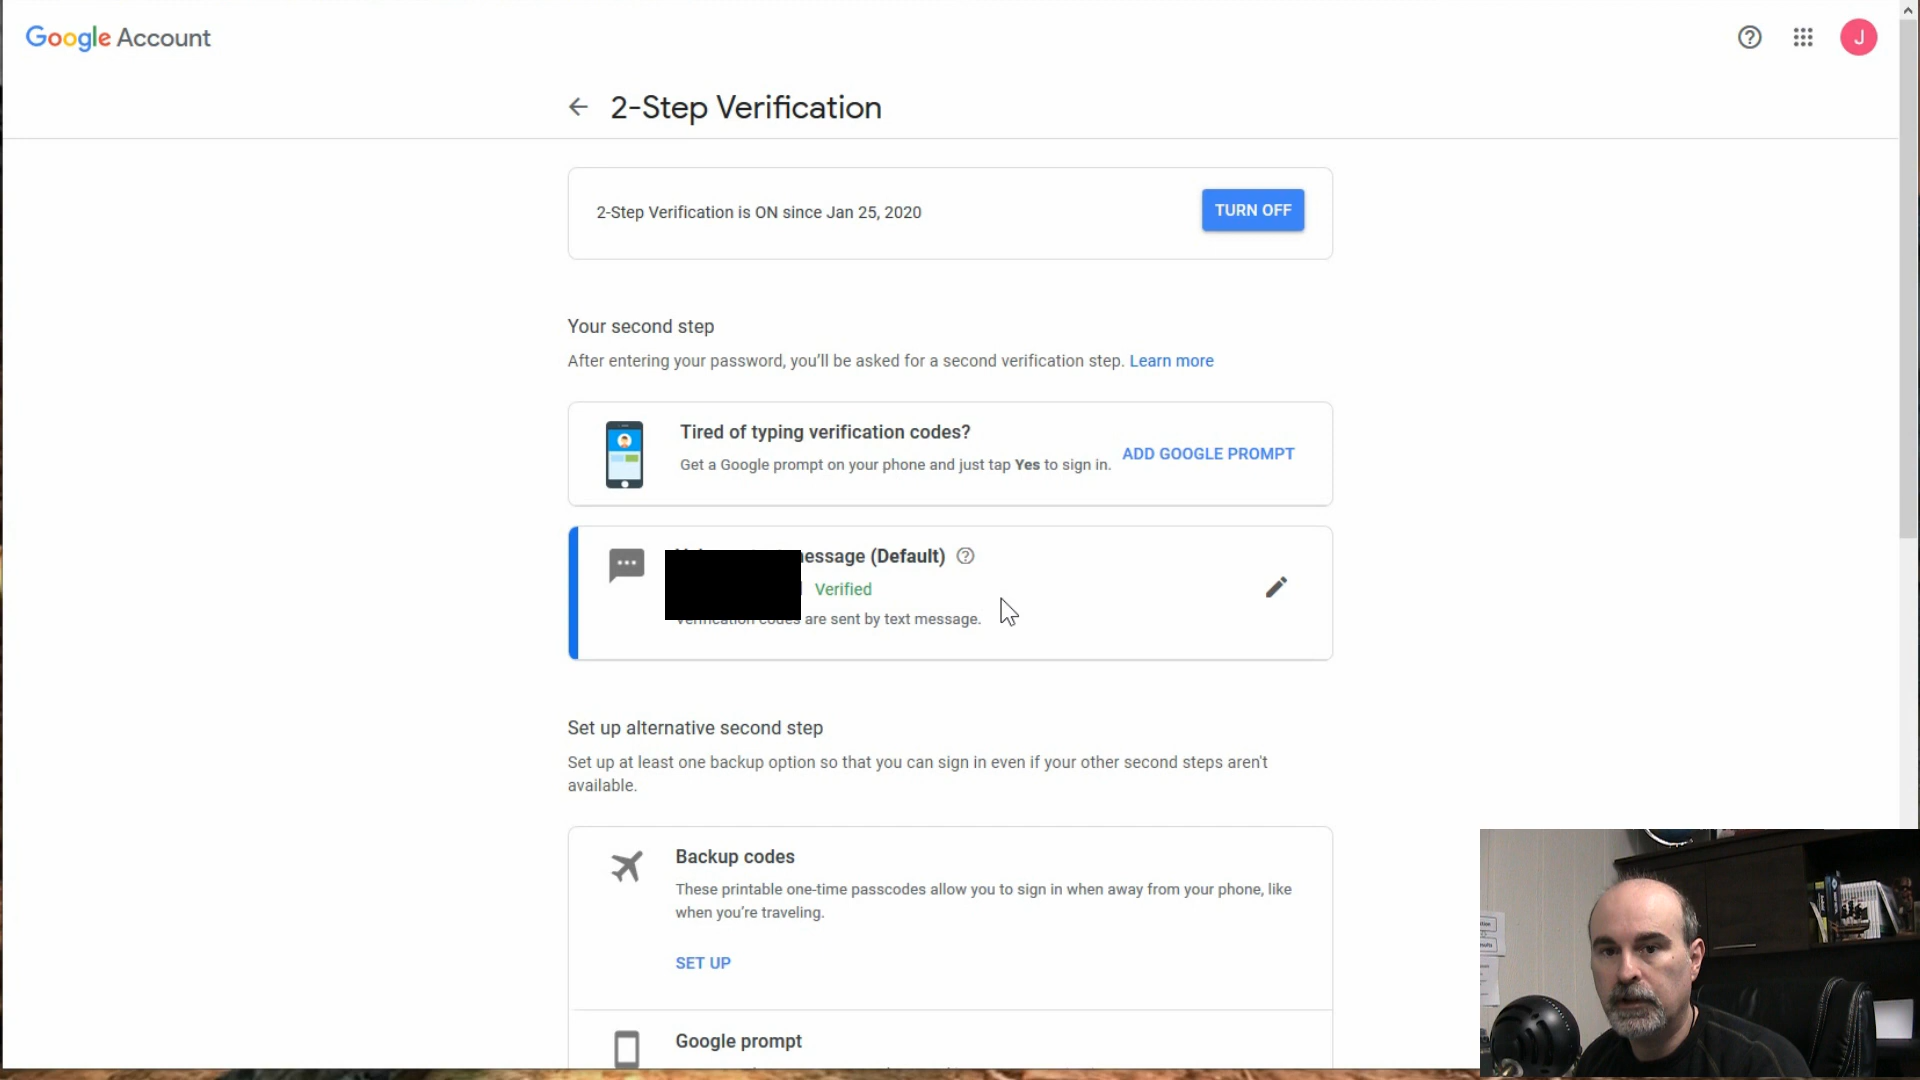 Google Account
J
2-Step Verification
2-Step Verification is ON since Jan 25, 2020
TURN OFF
Your second step
After entering your password, you'll be asked for a second verification step. Learn more
Tired of typing verification codes?
Get a Google prompt on your phone and just tap Yes to sign in.
ADD GOOGLE PROMPT
essage (Default)
Verified
are sent by text message.
Set up alternative second step
Set up at least one backup option so that you can sign in even if your other second steps aren't
available.
Backup codes
These printable one-time passcodes allow you to sign in when away from your phone, like
when you're traveling.
SET UP
Google prompt